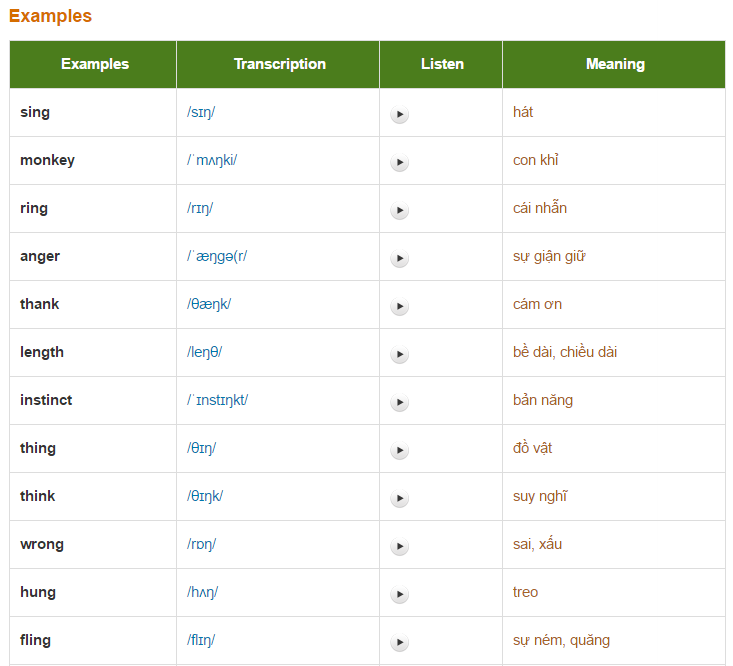 Examples
Examples Transcription Listen Meaning
sing /sɪŋ/ hát
monkey /ˈmʌŋki/ con khỉ
ring /rɪŋ/ cái nhẫn
anger /ˈæŋgə(r/ sự giận giữ
thank /θæŋk/ cám ơn
length /leŋθ/ bề dài, chiều dài
instinct /ˈɪnstɪŋkt/ bản năng
thing /θɪŋ/ đồ vật
think /θɪŋk/ suy nghĩ
wrong /rɒŋ/ sai, xấu
hung /hʌŋ/ treo
fling /flɪŋ/ sự ném, quăng